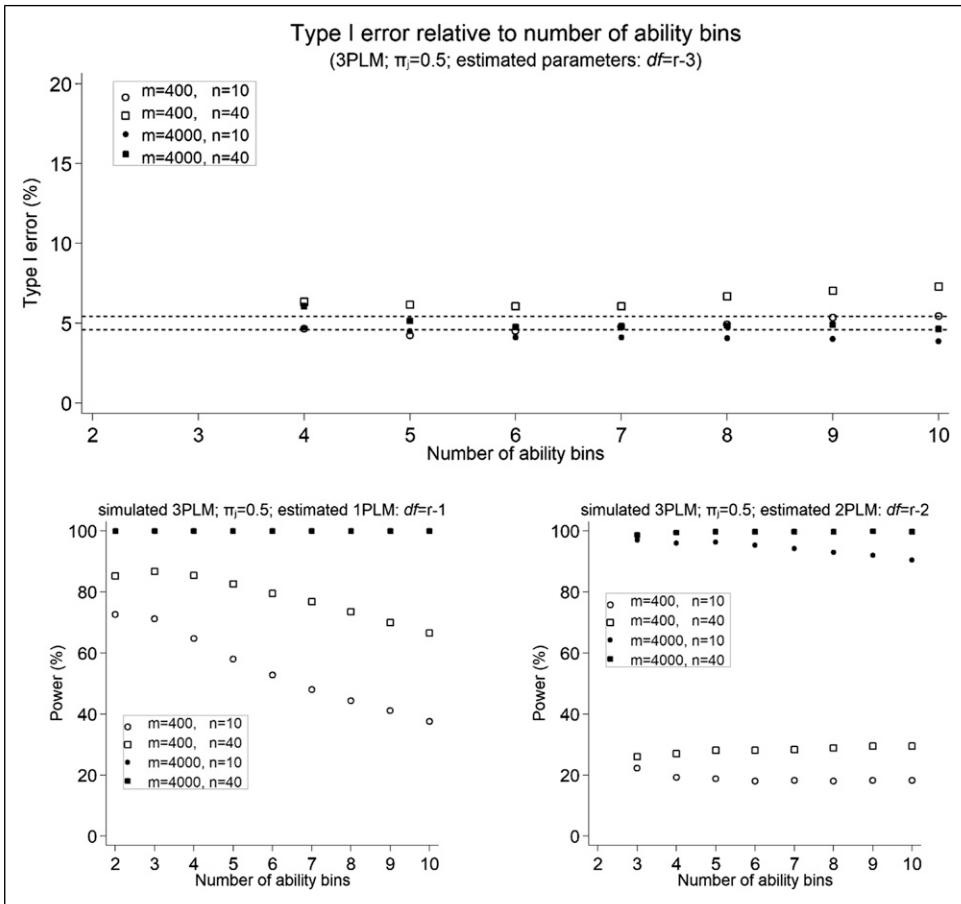 Type I error relative to number of ability bins
(3PLM; πj=0.5; estimated parameters: df=r-3)
20
15
10
5
0
Type I error (%)
m=400, n=10
m=400, n=40
m=4000, n=10
m=4000, n=40
2 3 4 5 6 7 8 9 10
Number of ability bins
simulated 3PLM; πj=0.5; estimated 1PLM: df=r-1
100
80
60
40
20
0
Power (%)
m=400, n=10
m=400, n=40
m=4000, n=10
m=4000, n=40
2 3 4 5 6 7 8 9 10
Number of ability bins
simulated 3PLM; πj=0.5; estimated 2PLM: df=r-2
100
80
60
40
20
0
Power (%)
m=400, n=10
m=400, n=40
m=4000, n=10
m=4000, n=40
2 3 4 5 6 7 8 9 10
Number of ability bins